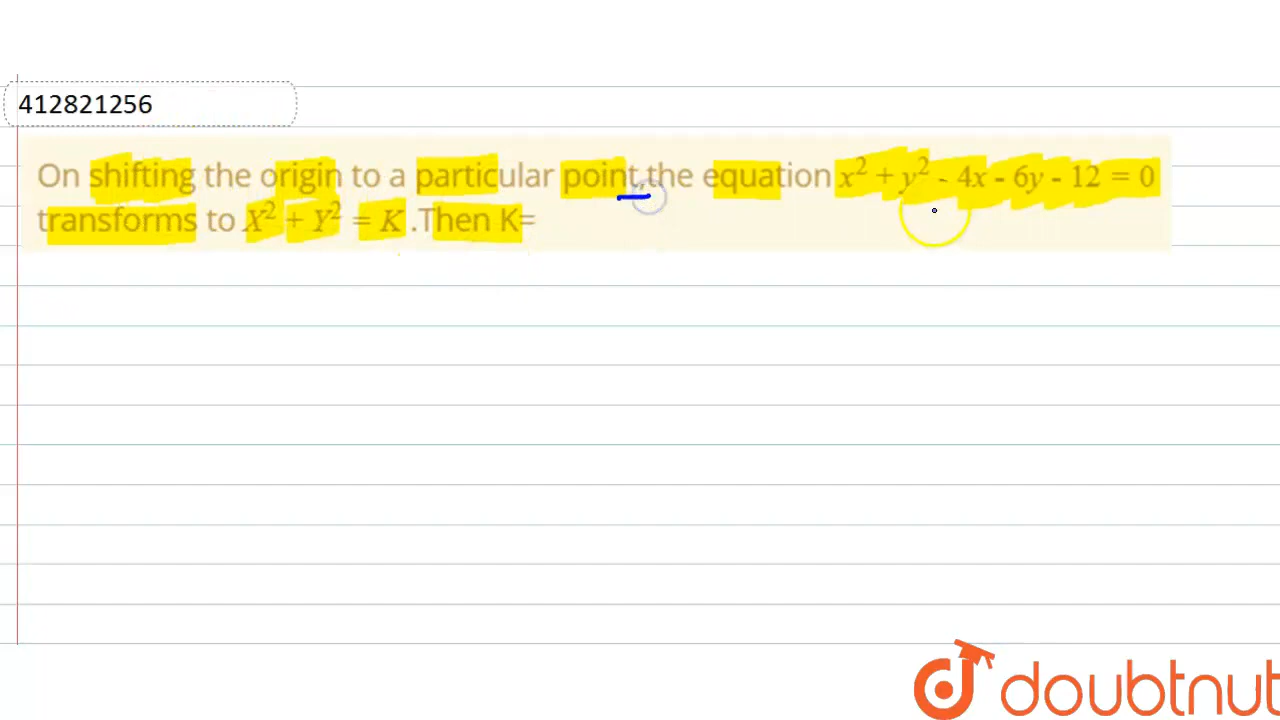 412821256
On shifting the origin to a particular point, the equation x² + y² - 4x - 6y - 12 = 0
transforms to X² + Y² = K .Then K=
doubtnut